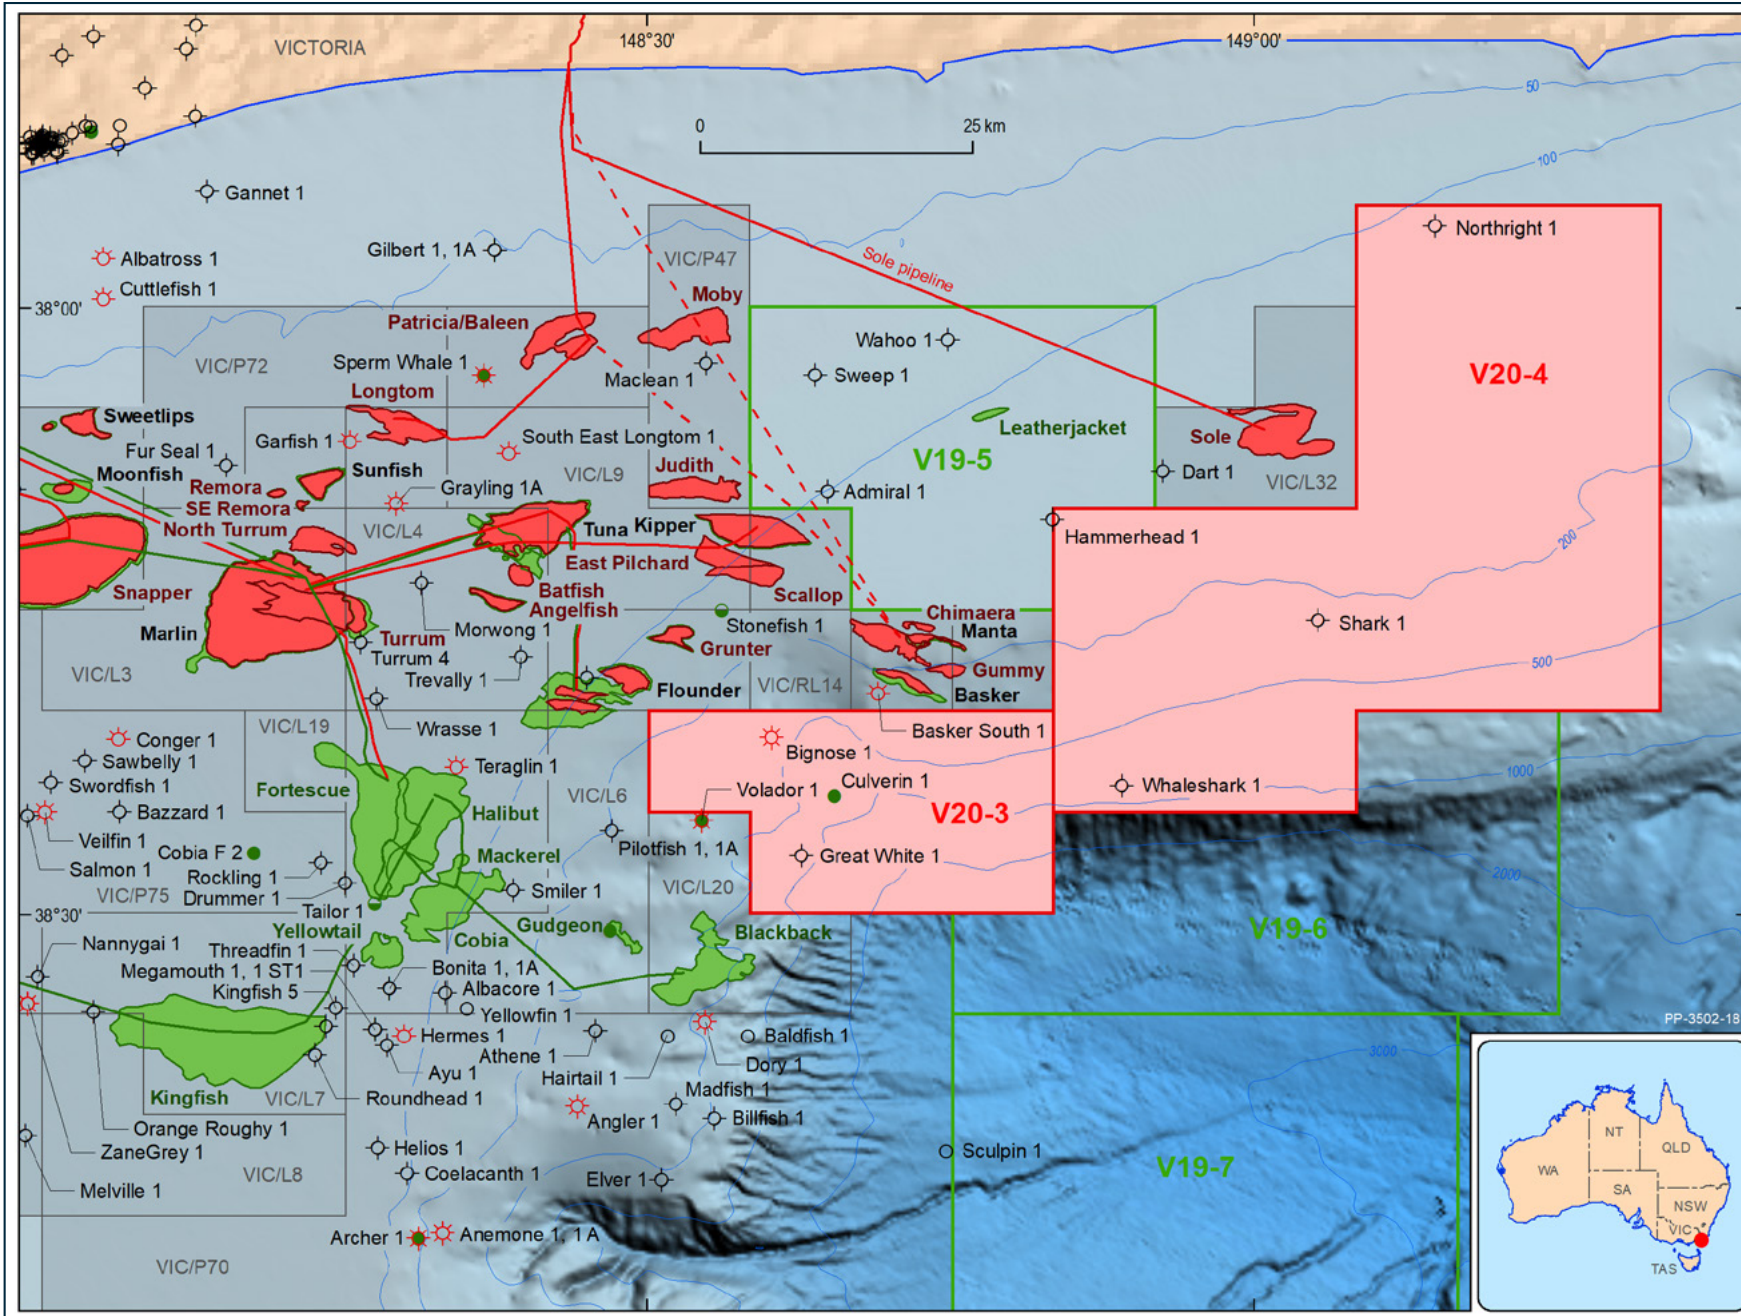 VICTORIA
148°30'
149°00'
50
0
25 km
100
Gannet 1
Northright 1
Gilbert 1, 1A
VIC/P47
Albatross 1
Sole pipeline
Cuttlefish 1
Moby
38°00'
Patricia/Baleen
Wahoo 1
Sperm Whale 1
VIC/P72
Maclean 1
Sweep 1
V20-4
Longtom
Sweetlips
Leatherjacket
Garfish 1
South East Longtom 1
Sole
Fur Seal 1
V19-5
Moonfish
Sunfish
VIC/L9
Judith
Dart 1
VIC/L32
Remora
Grayling 1A
Admiral 1
SE Remora
North Turrum
VIC/L4
Tuna
Kipper
Hammerhead 1
200
East Pilchard
Snapper
Batfish
Scallop
Angelfish
Chimaera
Marlin
Morwong 1
Stonefish 1
Manta
Shark 1
Turrum
Turrum 4
Grunter
VIC/L3
Trevally 1
Gummy
500
Flounder
VIC/RL14
Basker
VIC/L19
Wrasse 1
Basker South 1
Conger 1
Bignose 1
Sawbelly 1
Teraglin 1
1000
Swordfish 1
Fortescue
Volador 1
Culverin 1
Whaleshark 1
VIC/L6
Bazzard 1
Halibut
V20-3
Veilfin 1
Pilotfish 1, 1A
Cobia F 2
Mackerel
Great White 1
Salmon 1
Rockling 1
2000
VIC/P75
Drummer 1
Smiler 1
VIC/L20
38°30'
Tailor 1
Yellowtail
Gudgeon
Blackback
V19-6
Nannygai 1
Threadfin 1
Cobia
Megamouth 1, 1 ST1
Bonita 1, 1A
Kingfish 5
Albacore 1
Yellowfin 1
PP-3502-18
Hermes 1
Athene 1
Baldfish 1
3000
Ayu 1
Hairtail 1
Dory 1
Kingfish
VIC/L7
Roundhead 1
Madfish 1
Angler 1
Billfish 1
Orange Roughy 1
ZaneGrey 1
Helios 1
Sculpin 1
VIC/L8
Coelacanth 1
Elver 1
V19-7
Melville 1
Archer 1
Anemone 1, 1A
VIC/P70
NT
QLD
WA
SA
NSW
VIC
TAS